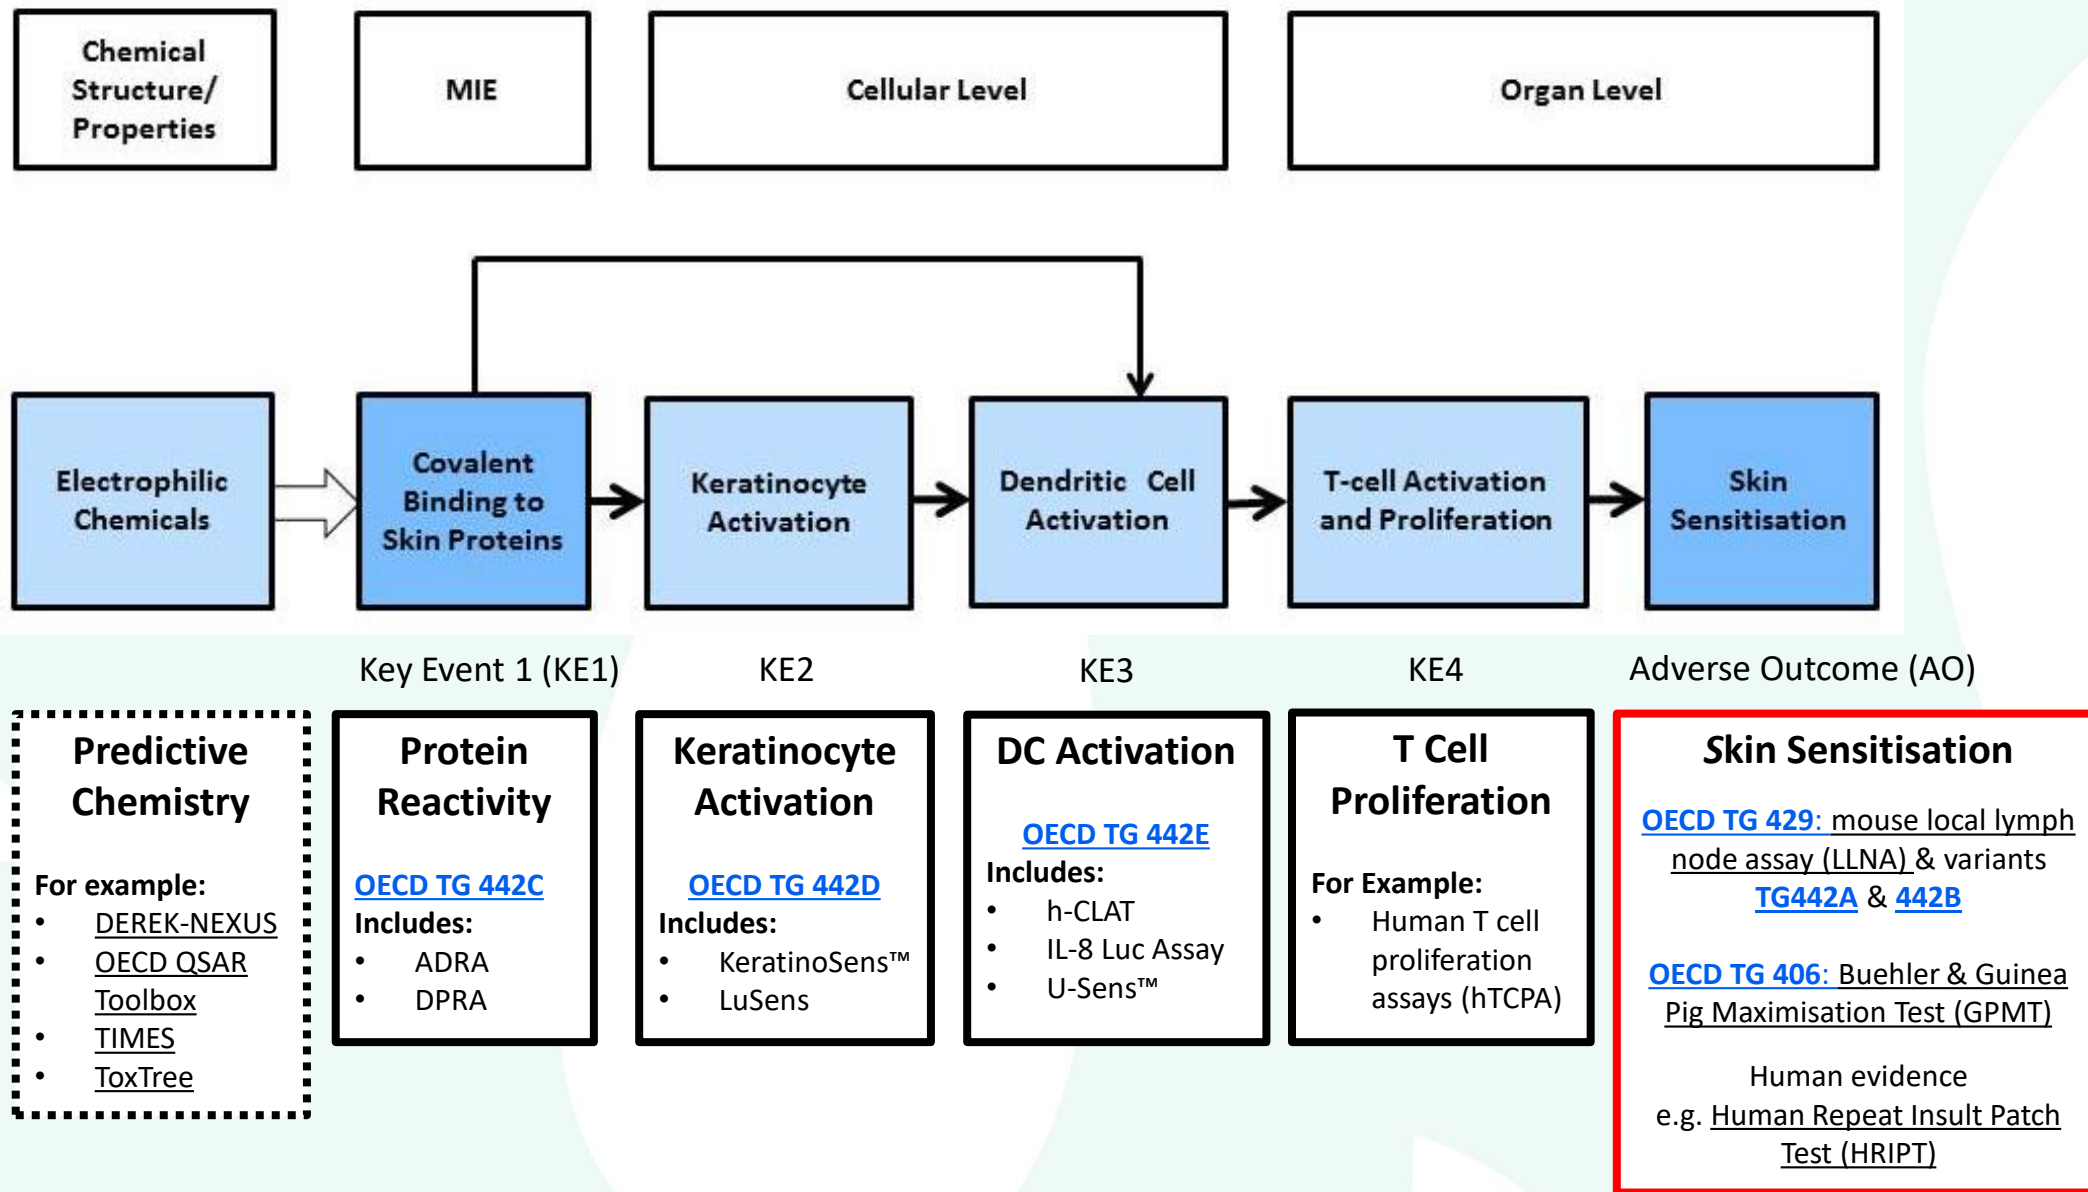 Chemical
Structure/
Properties
MIE
Cellular Level
Organ Level
Electrophilic
Chemicals
Covalent
Binding to
Skin Proteins
Keratinocyte
Activation
Dendritic Cell
Activation
T-cell Activation
and Proliferation
Skin
Sensitisation
Key Event 1 (KE1)
KE2
KE3
KE4
Adverse Outcome (AO)
Predictive
Chemistry
For example:
• DEREK-NEXUS
• OECD QSAR
Toolbox
• TIMES
• ToxTree
Protein
Reactivity
OECD TG 442C
Includes:
• ADRA
• DPRA
Keratinocyte
Activation
OECD TG 442D
Includes:
• KeratinoSens™
• LuSens
DC Activation
OECD TG 442E
Includes:
• h-CLAT
• IL-8 Luc Assay
• U-Sens™
T Cell
Proliferation
For Example:
• Human T cell
proliferation
assays (hTCPA)
Skin Sensitisation
OECD TG 429: mouse local lymph
node assay (LLNA) & variants
TG442A & 442B
OECD TG 406: Buehler & Guinea
Pig Maximisation Test (GPMT)
Human evidence
e.g. Human Repeat Insult Patch
Test (HRIPT)